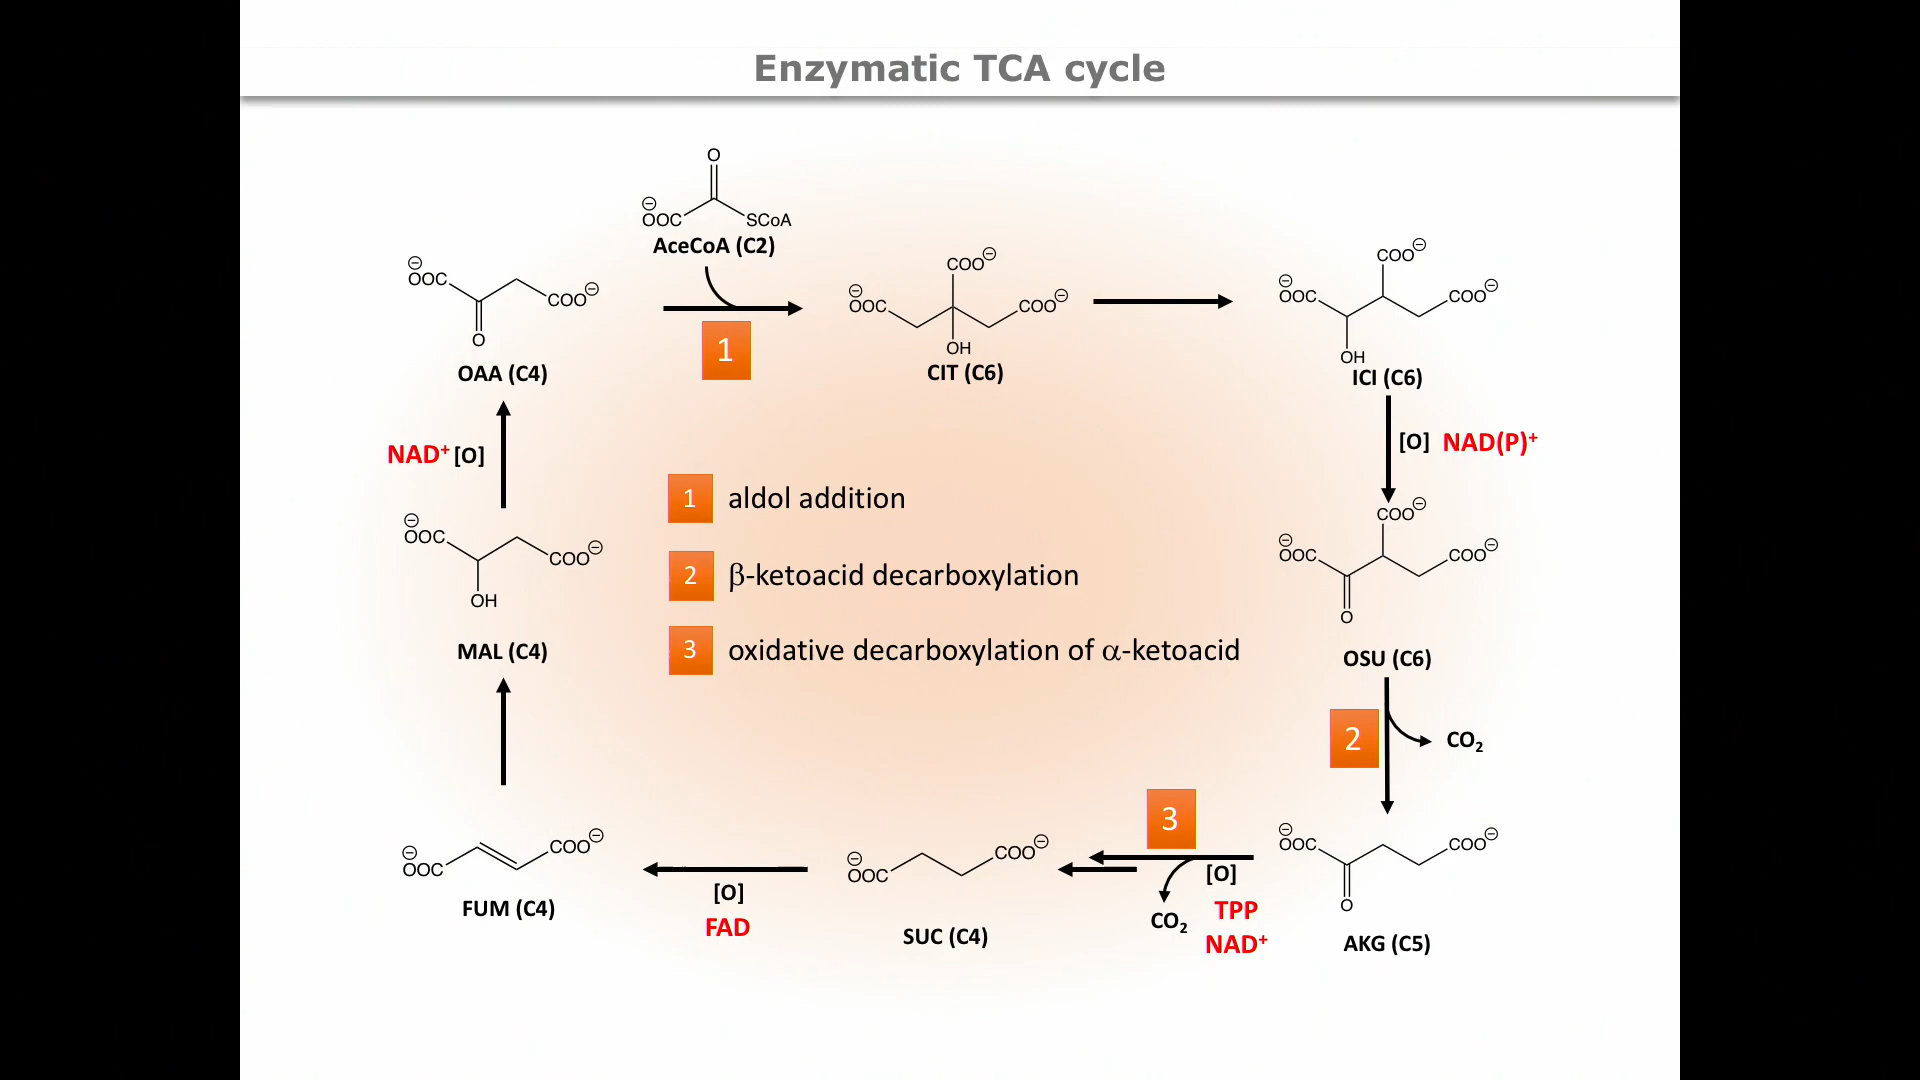 Enzymatic TCA cycle
O
⊖
OOC
SCoA
AceCoA (C2)
⊖
OOC
COO⊖
O
OAA (C4)
1
COO⊖
⊖
OOC
COO⊖
OH
CIT (C6)
COO⊖
⊖
OOC
COO⊖
OH
ICI (C6)
NAD+ [O]
[O] NAD(P)+
1 aldol addition
2 β-ketoacid decarboxylation
3 oxidative decarboxylation of α-ketoacid
⊖
OOC
COO⊖
OH
MAL (C4)
COO⊖
⊖
OOC
COO⊖
O
OSU (C6)
2
CO2
3
[O]
CO2
TPP
NAD+
⊖
OOC
COO⊖
O
AKG (C5)
⊖
OOC
COO⊖
SUC (C4)
[O]
FAD
⊖
OOC
COO⊖
FUM (C4)